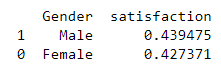 Gender satisfaction
1 Male 0.439475
0 Female 0.427371